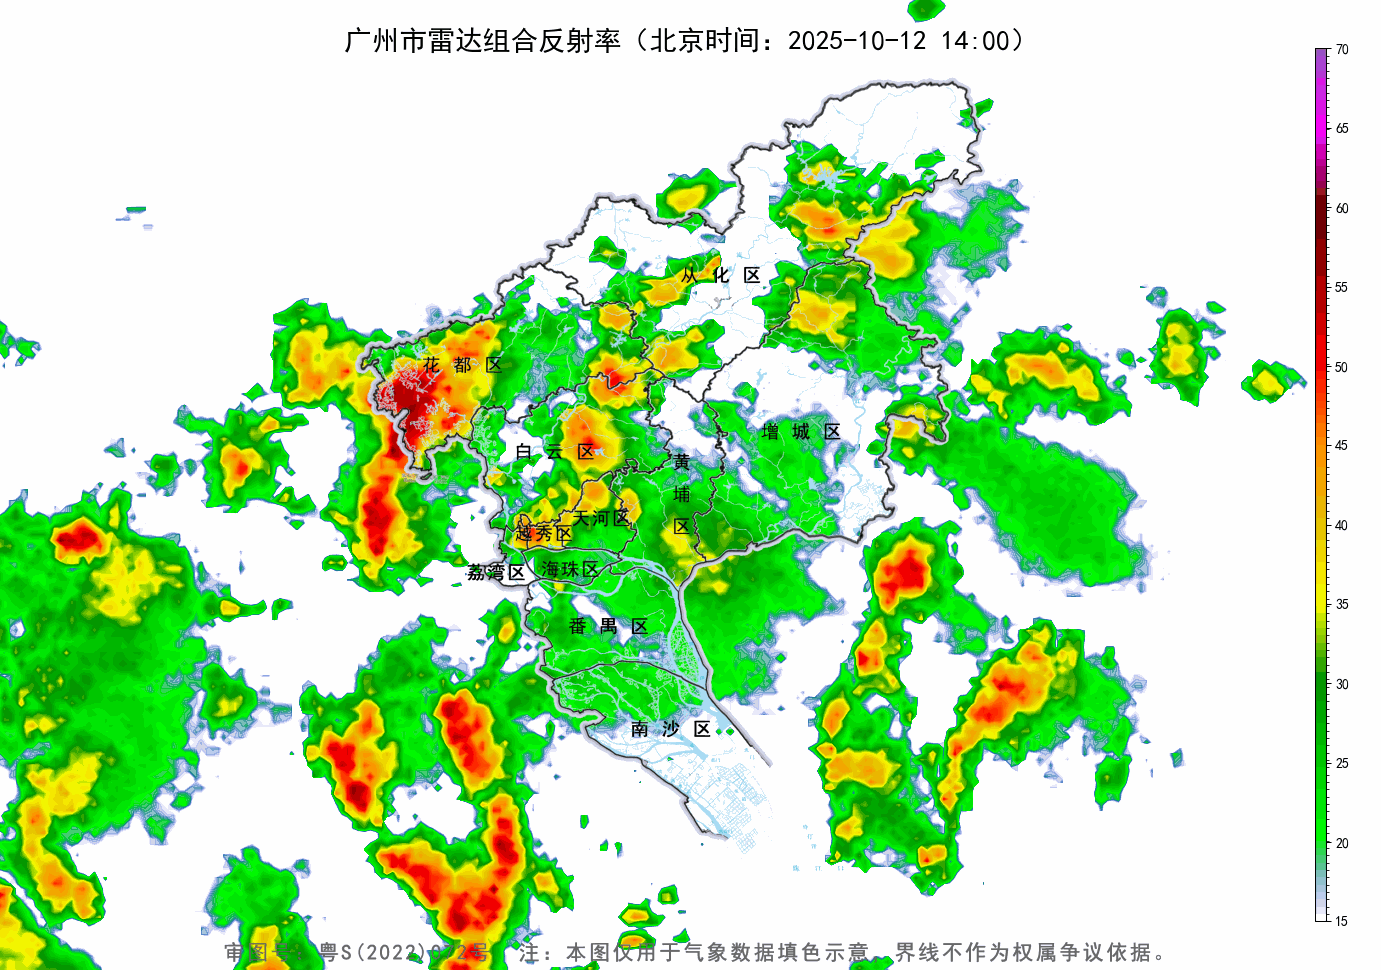 广州市雷达组合反射率（北京时间：2025-10-12 14:00）
70
65
60
55
50
45
40
35
30
25
20
15
从化区
花都区
增城区
白云区
黄埔区
天河区
越秀区
荔湾区
海珠区
番禺区
南沙区
审图号：粤S(2022)072号 注：本图仅用于气象数据填色示意，界线不作为权属争议依据。